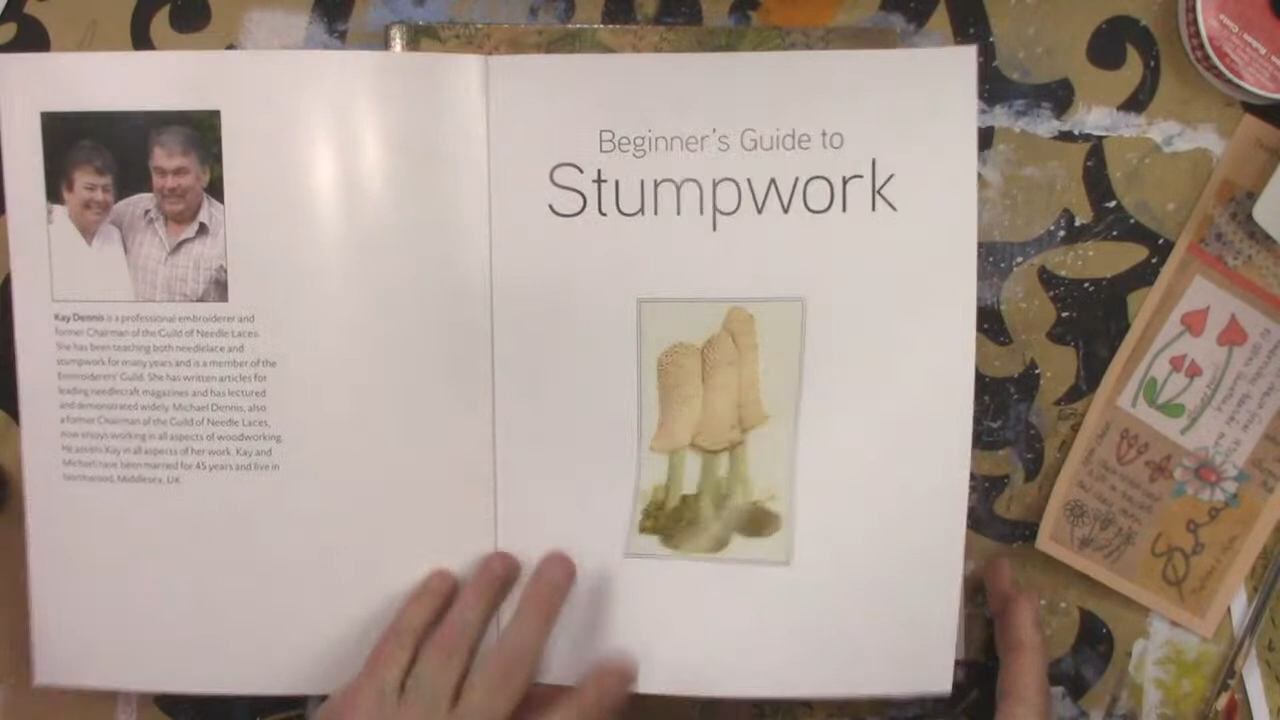 Kay Dennis is a professional embroiderer and
former Chairman of the Guild of Needle Laces.
She has been teaching both needlelace and
stumpwork for many years and is a member of the
Embroiderers' Guild. She has written articles for
leading needlecraft magazines and has lectured
and demonstrated widely. Michael Dennis, also
a former Chairman of the Guild of Needle Laces,
now enjoys working in all aspects of woodworking.
He assists Kay in all aspects of her work. Kay and
Michael have been married for 45 years and live in
Northwood, Middlesex, UK.
Beginner's Guide to
Stumpwork